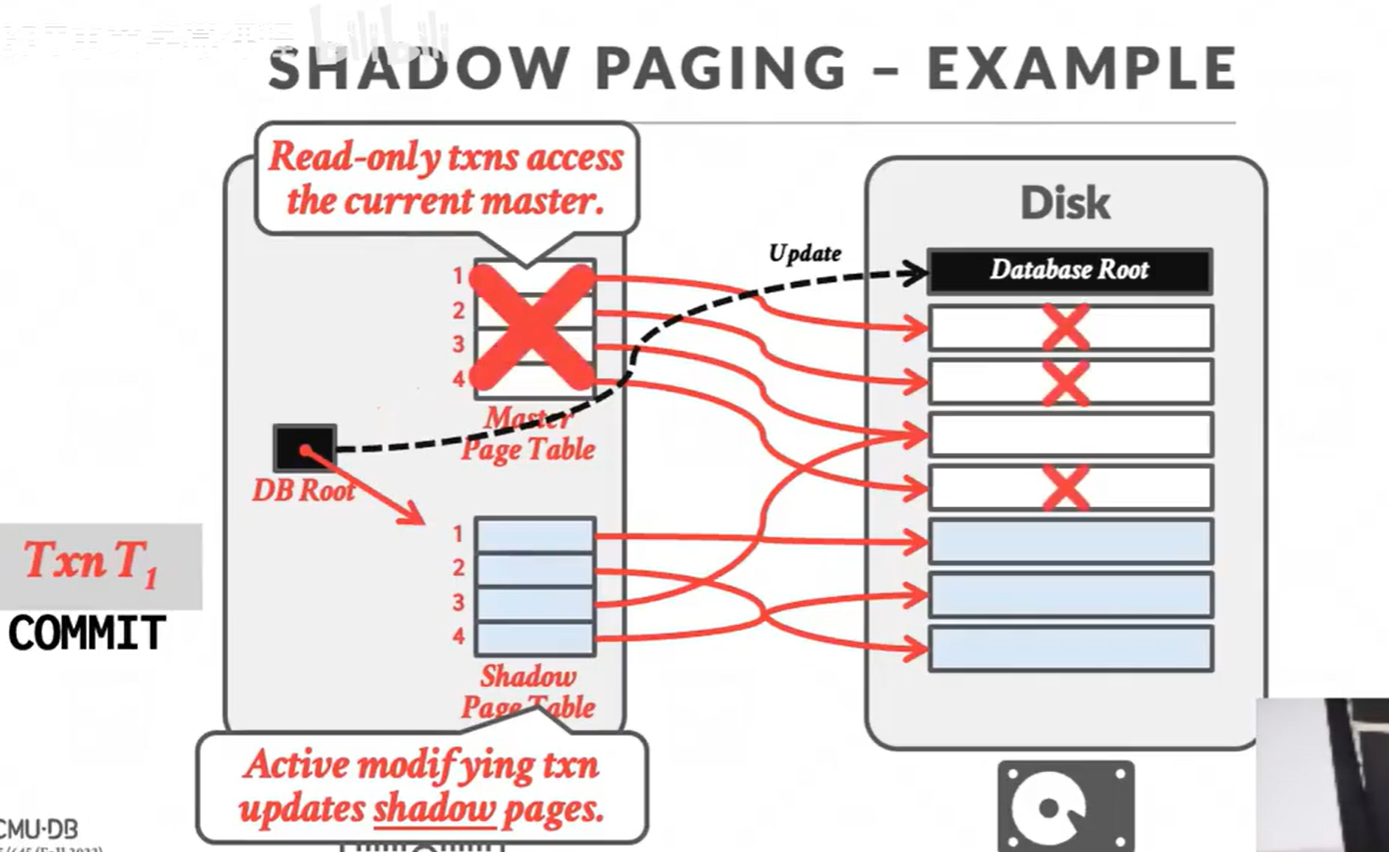 SHADOW PAGING – EXAMPLE
Read-only txns access
the current master.
Disk
Update
Database Root
1
2
3
4
Master
Page Table
DB Root
Txn T₁
COMMIT
1
2
3
4
Shadow
Page Table
Active modifying txn
updates shadow pages.
CMU·DB
bilibili